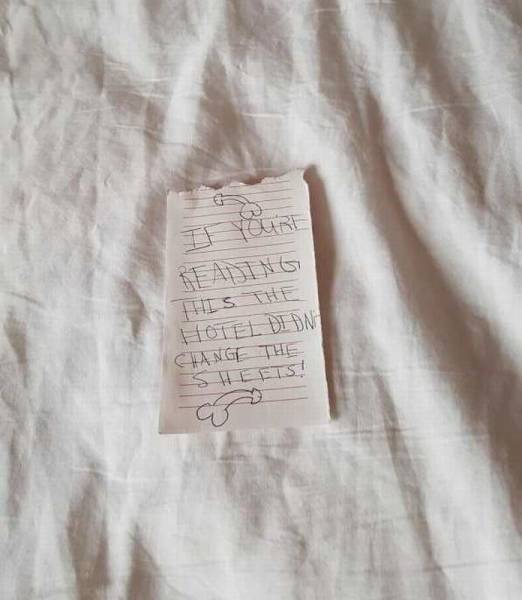 IF YOU'RE
READING
THIS THE
HOTEL DIDN'
CHANGE THE
SHEETS!